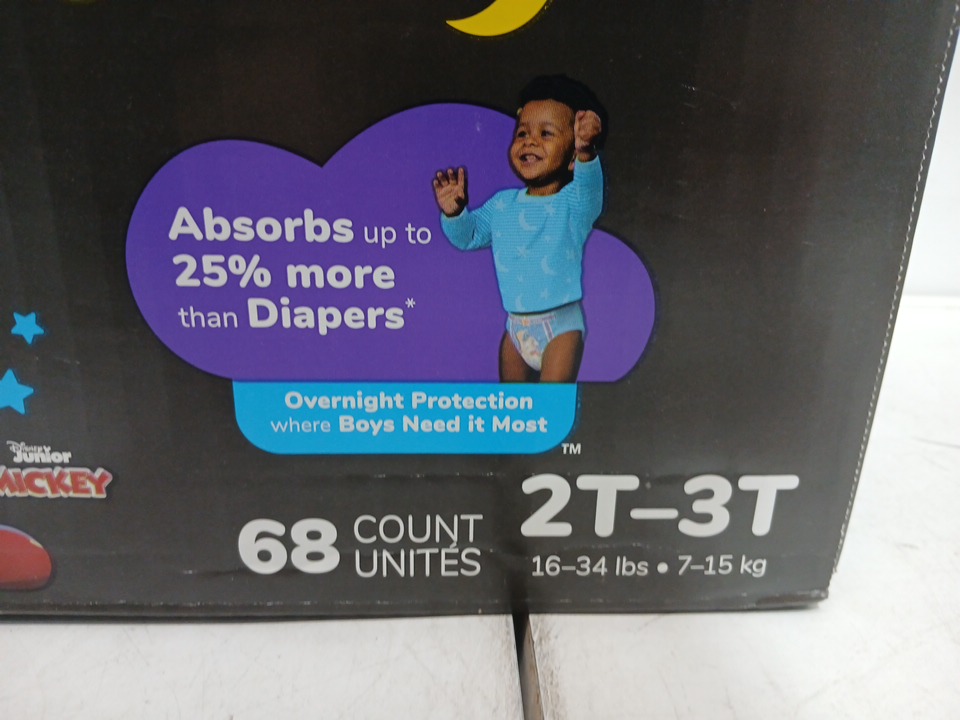 Absorbs up to
25% more
than Diapers*
Overnight Protection
where Boys Need it Most
TM
Disney
Junior
MICKEY
68 COUNT
UNITÉS
2T–3T
16–34 lbs • 7–15 kg